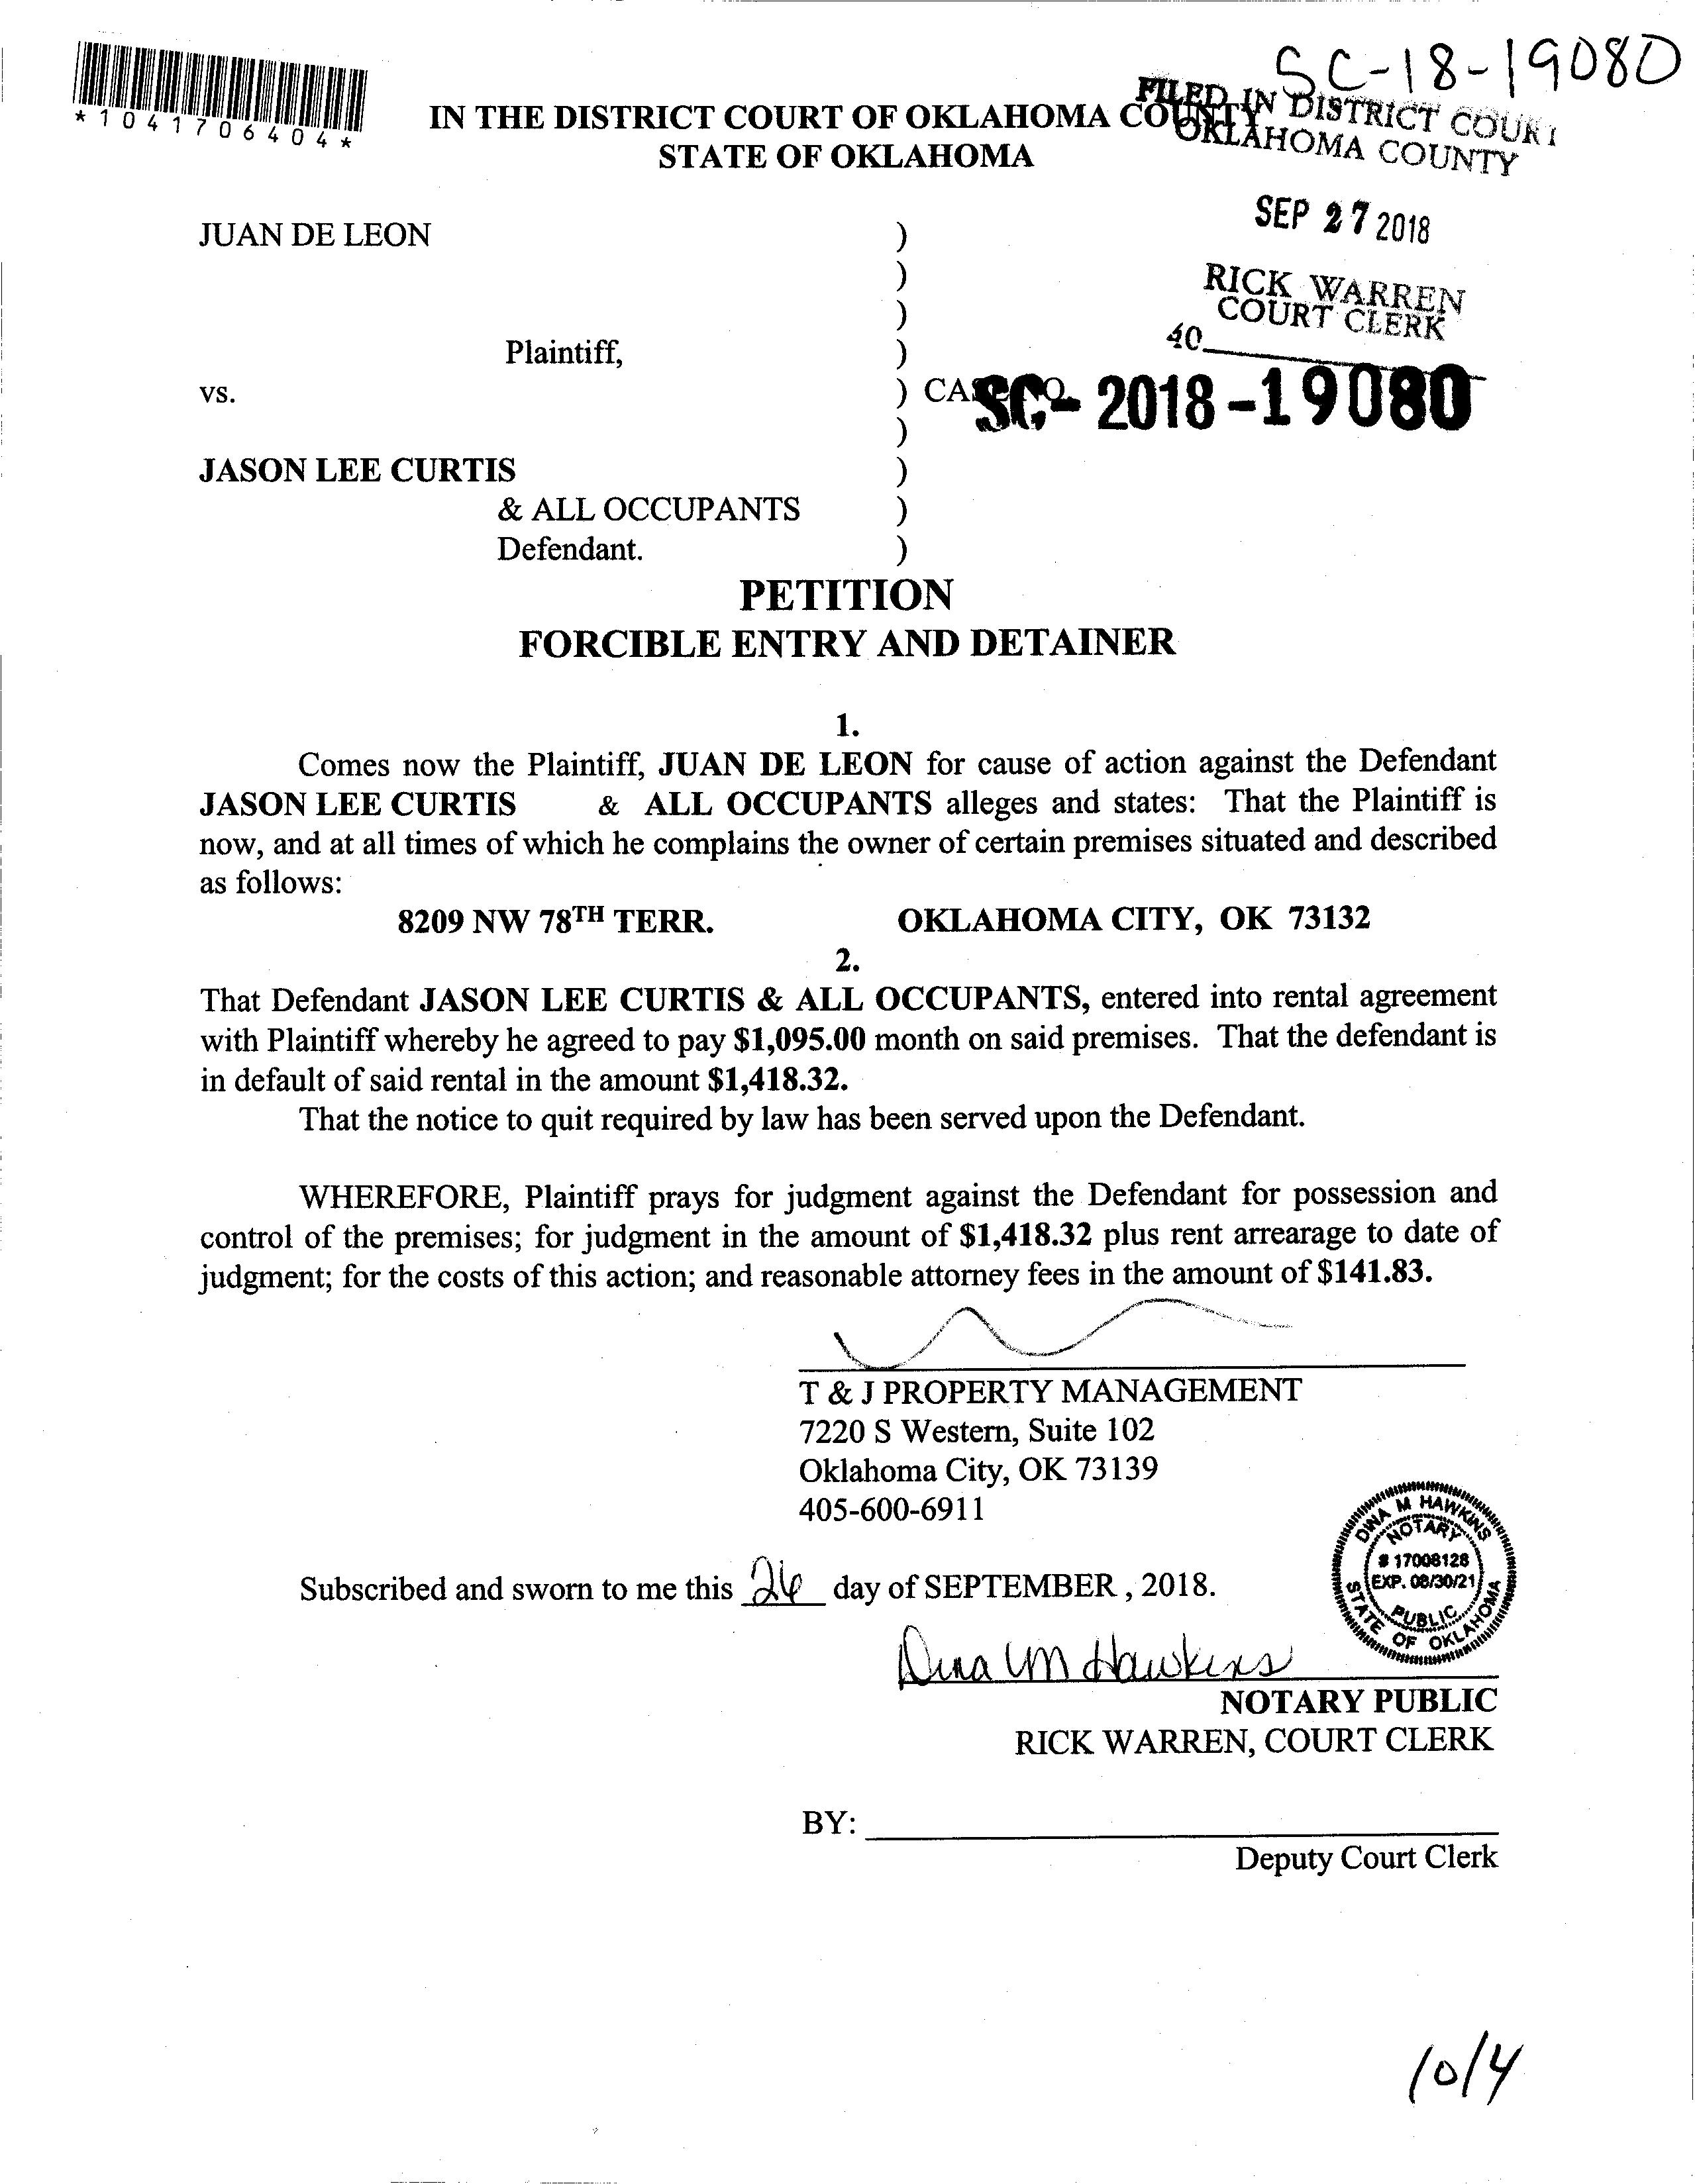 SC-18-19080
*1041706404*
IN THE DISTRICT COURT OF OKLAHOMA COUNTY
STATE OF OKLAHOMA
FILED IN DISTRICT COURT
OKLAHOMA COUNTY
SEP 27 2018
RICK WARREN
COURT CLERK
40
JUAN DE LEON )
)
)
Plaintiff, )
vs. ) CASE NO.
SC- 2018-19080
)
JASON LEE CURTIS )
& ALL OCCUPANTS )
Defendant. )
PETITION
FORCIBLE ENTRY AND DETAINER
1.
Comes now the Plaintiff, JUAN DE LEON for cause of action against the Defendant
JASON LEE CURTIS & ALL OCCUPANTS alleges and states: That the Plaintiff is
now, and at all times of which he complains the owner of certain premises situated and described
as follows:
8209 NW 78TH TERR. OKLAHOMA CITY, OK 73132
2.
That Defendant JASON LEE CURTIS & ALL OCCUPANTS, entered into rental agreement
with Plaintiff whereby he agreed to pay $1,095.00 month on said premises. That the defendant is
in default of said rental in the amount $1,418.32.
That the notice to quit required by law has been served upon the Defendant.
WHEREFORE, Plaintiff prays for judgment against the Defendant for possession and
control of the premises; for judgment in the amount of $1,418.32 plus rent arrearage to date of
judgment; for the costs of this action; and reasonable attorney fees in the amount of $141.83.
T & J PROPERTY MANAGEMENT
7220 S Western, Suite 102
Oklahoma City, OK 73139
405-600-6911
DINA M HAWKINS
NOTARY
# 17008128
EXP. 08/30/21
PUBLIC
STATE OF OKLAHOMA
Subscribed and sworn to me this 26 day of SEPTEMBER , 2018.
Dina M Hawkins
NOTARY PUBLIC
RICK WARREN, COURT CLERK
BY:
Deputy Court Clerk
10/4